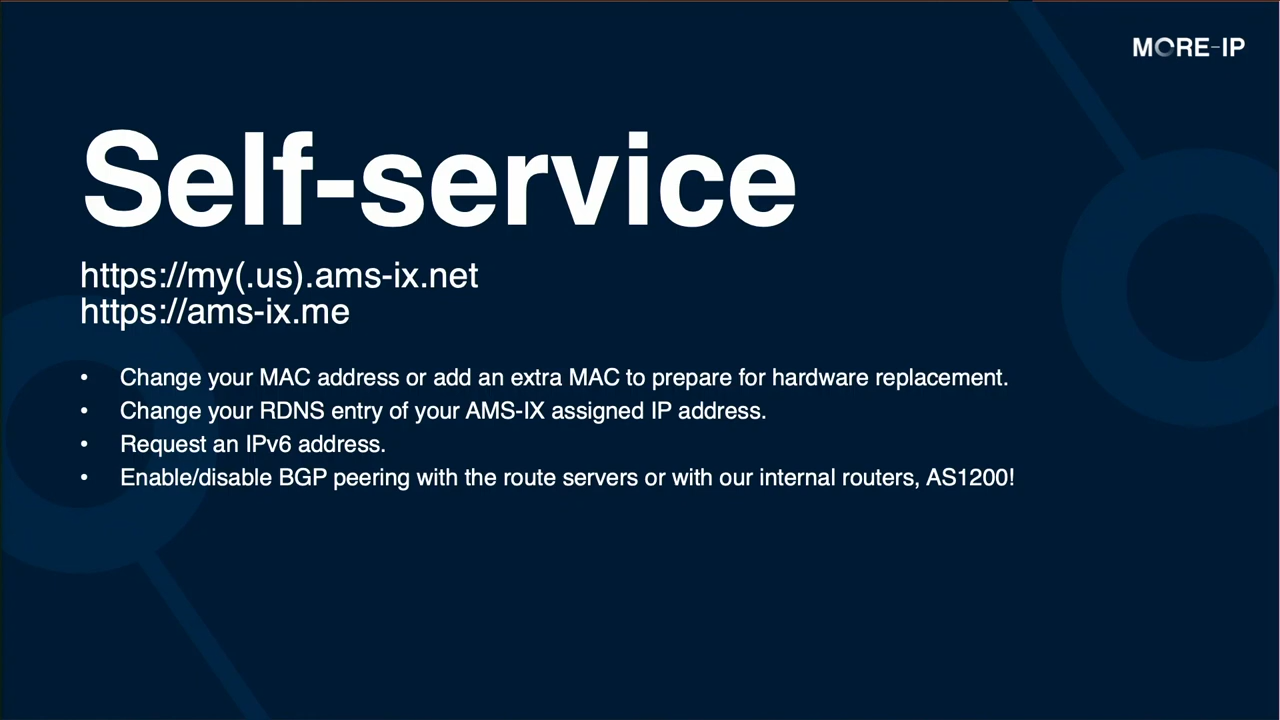 MORE-IP
Self-service
https://my(.us).ams-ix.net
https://ams-ix.me
• Change your MAC address or add an extra MAC to prepare for hardware replacement.
• Change your RDNS entry of your AMS-IX assigned IP address.
• Request an IPv6 address.
• Enable/disable BGP peering with the route servers or with our internal routers, AS1200!